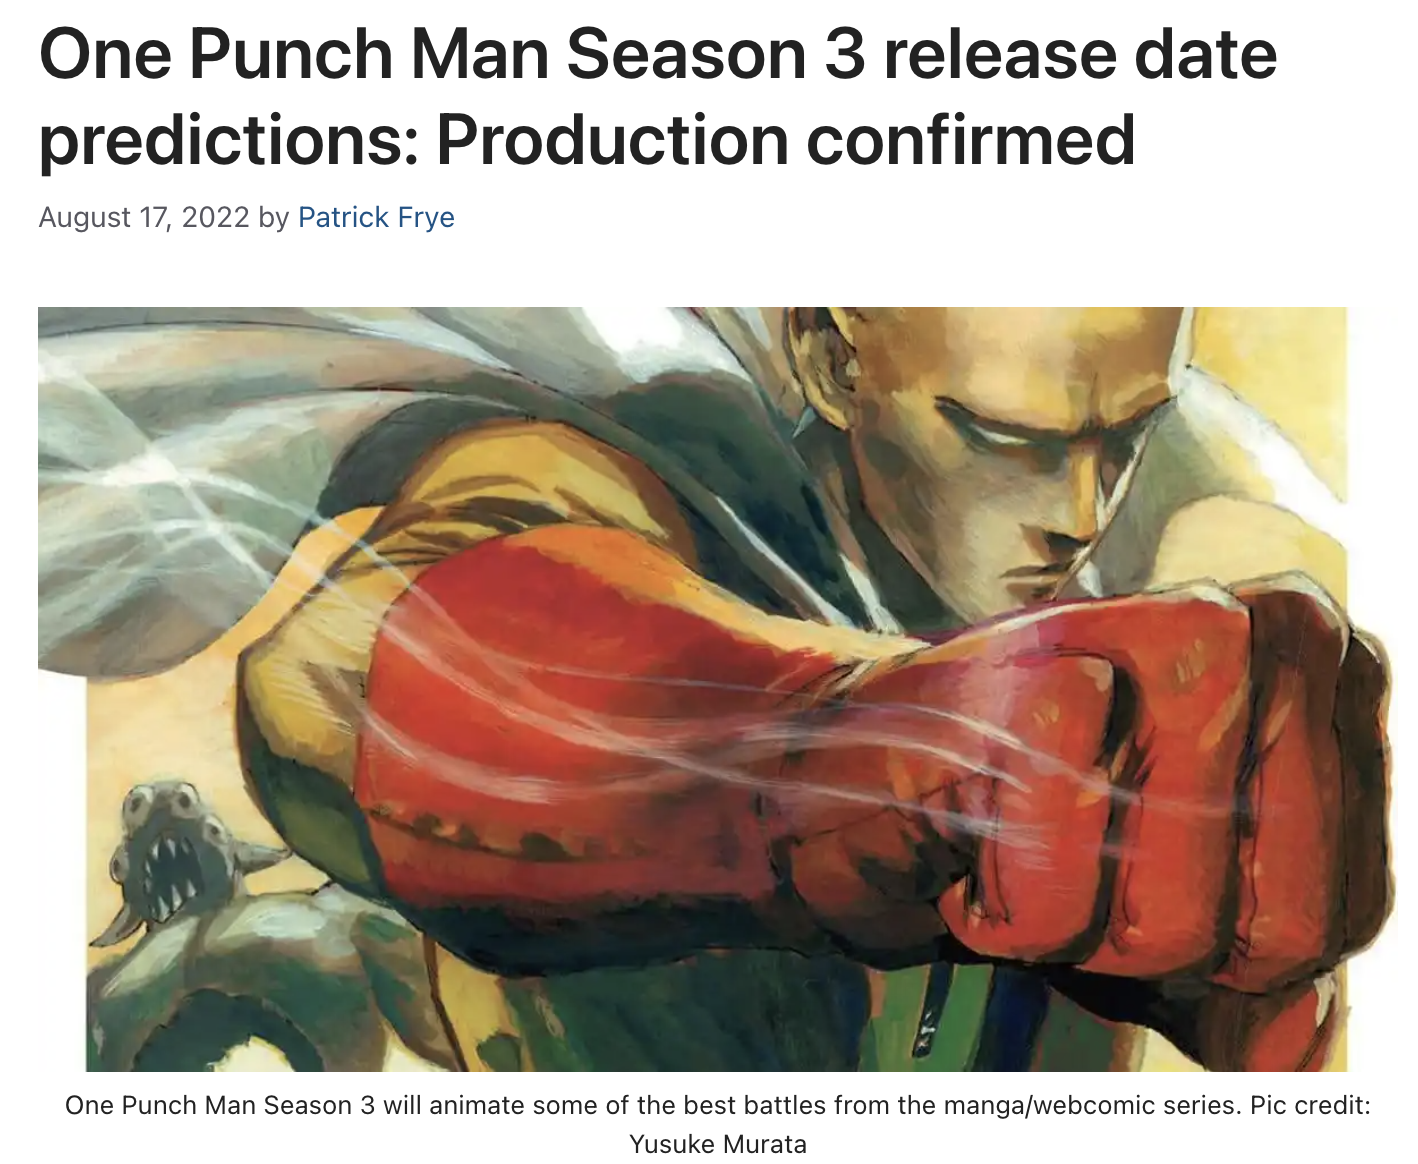 One Punch Man Season 3 release date
predictions: Production confirmed
August 17, 2022 by Patrick Frye
One Punch Man Season 3 will animate some of the best battles from the manga/webcomic series. Pic credit:
Yusuke Murata